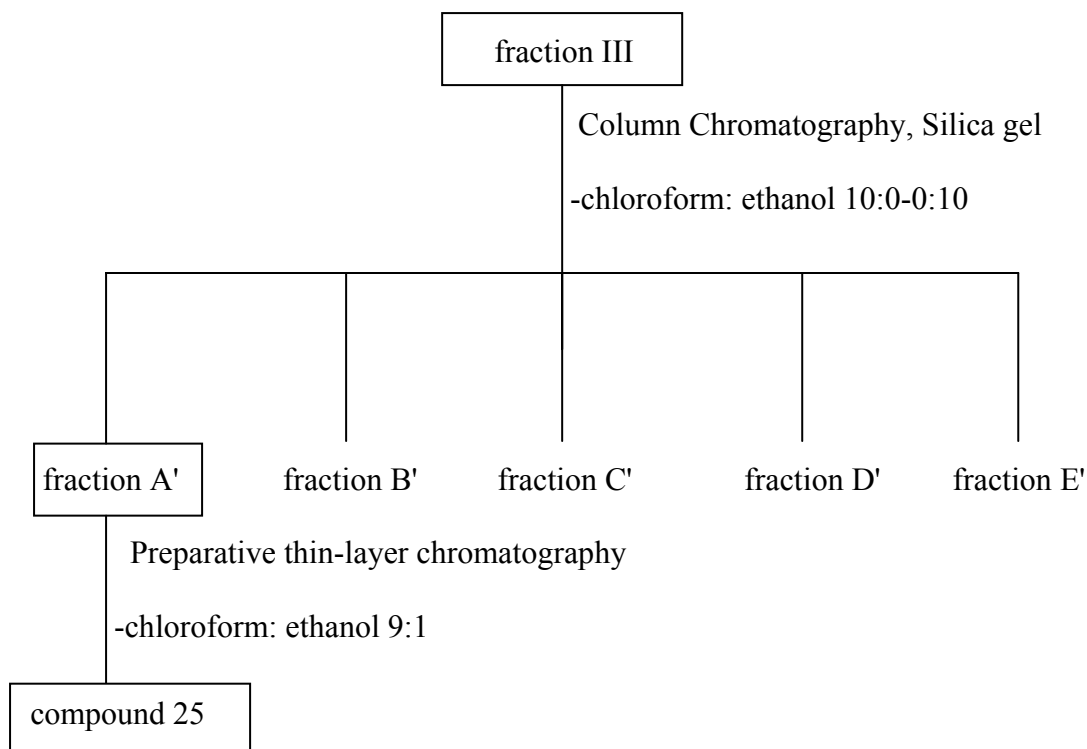 fraction III
Column Chromatography, Silica gel
-chloroform: ethanol 10:0-0:10
fraction A'
fraction B'
fraction C'
fraction D'
fraction E'
Preparative thin-layer chromatography
-chloroform: ethanol 9:1
compound 25